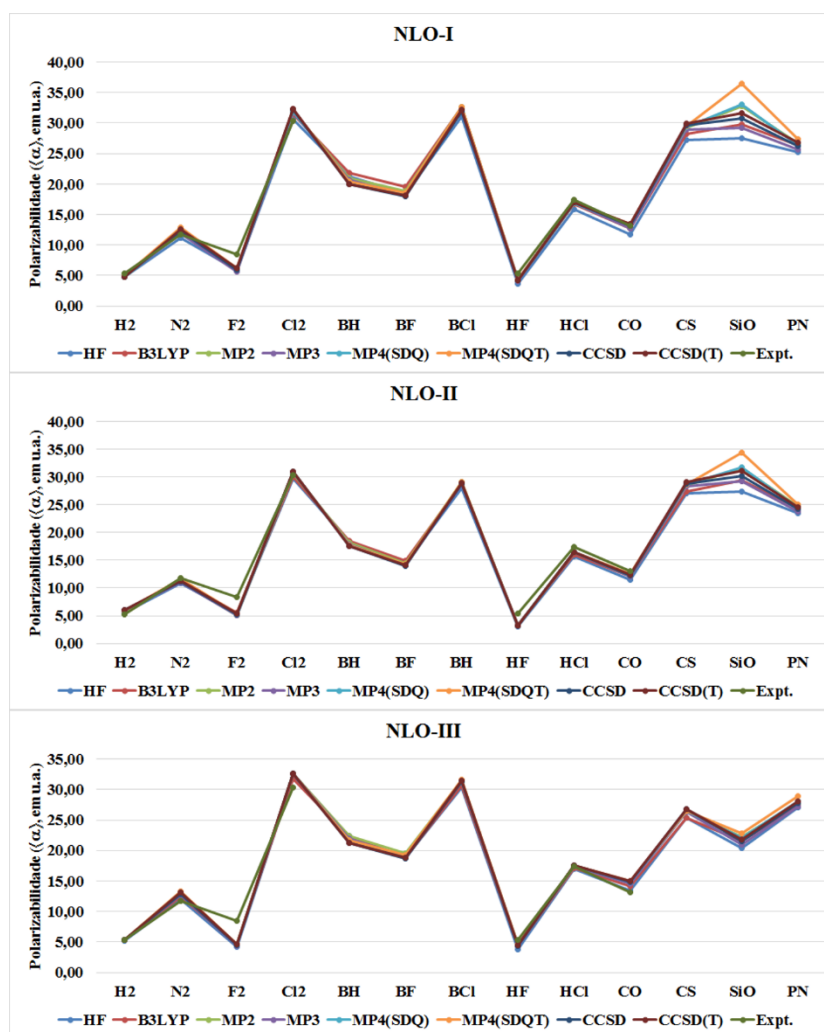 NLO-I
Polarizabilidade (⟨α⟩, em u.a.)
40,00
35,00
30,00
25,00
20,00
15,00
10,00
5,00
0,00
H2 N2 F2 Cl2 BH BF BCl HF HCl CO CS SiO PN
HF B3LYP MP2 MP3 MP4(SDQ) MP4(SDQT) CCSD CCSD(T) Expt.
NLO-II
Polarizabilidade (⟨α⟩, em u.a.)
40,00
35,00
30,00
25,00
20,00
15,00
10,00
5,00
0,00
H2 N2 F2 Cl2 BH BF BH HF HCl CO CS SiO PN
HF B3LYP MP2 MP3 MP4(SDQ) MP4(SDQT) CCSD CCSD(T) Expt.
NLO-III
Polarizabilidade (⟨α⟩, em u.a.)
35,00
30,00
25,00
20,00
15,00
10,00
5,00
0,00
H2 N2 F2 Cl2 BH BF BCl HF HCl CO CS SiO PN
HF B3LYP MP2 MP3 MP4(SDQ) MP4(SDQT) CCSD CCSD(T) Expt.